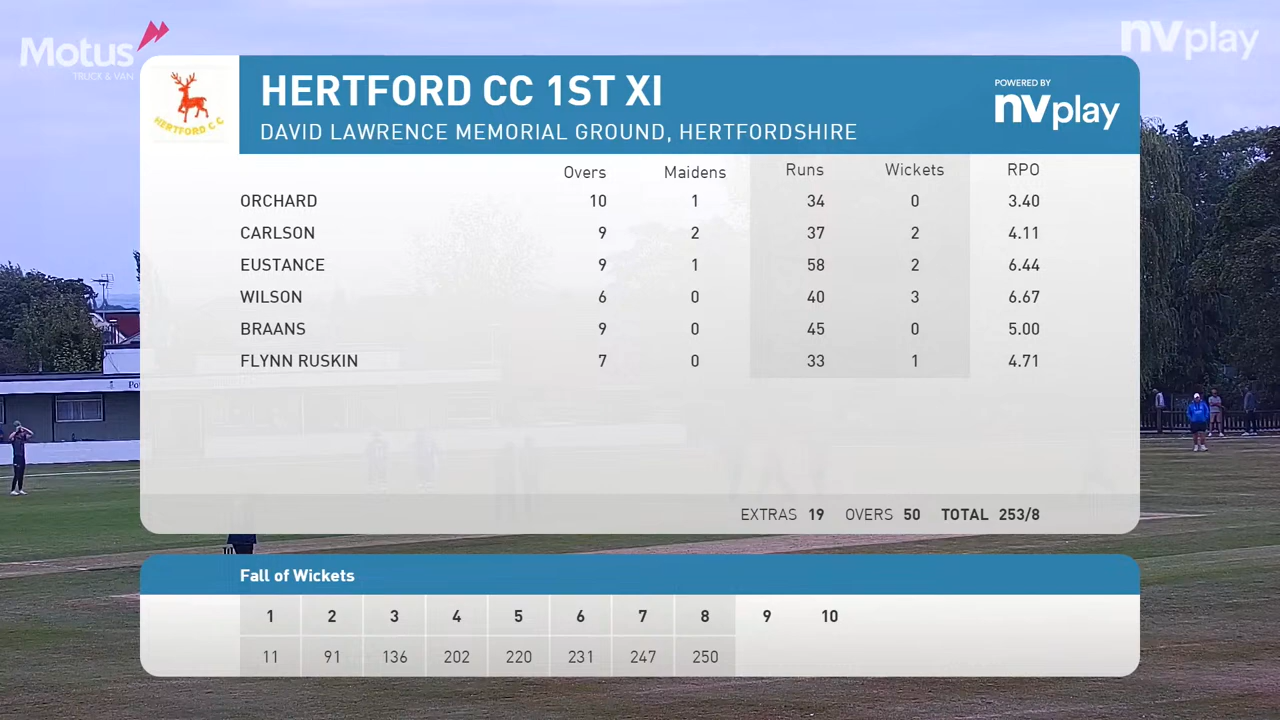 Motus
TRUCK & VAN
nvplay
HERTFORD CC
HERTFORD CC 1ST XI
DAVID LAWRENCE MEMORIAL GROUND, HERTFORDSHIRE
POWERED BY
nvplay
Overs Maidens Runs Wickets RPO
ORCHARD 10 1 34 0 3.40
CARLSON 9 2 37 2 4.11
EUSTANCE 9 1 58 2 6.44
WILSON 6 0 40 3 6.67
BRAANS 9 0 45 0 5.00
FLYNN RUSKIN 7 0 33 1 4.71
EXTRAS 19 OVERS 50 TOTAL 253/8
Fall of Wickets
1 2 3 4 5 6 7 8 9 10
11 91 136 202 220 231 247 250